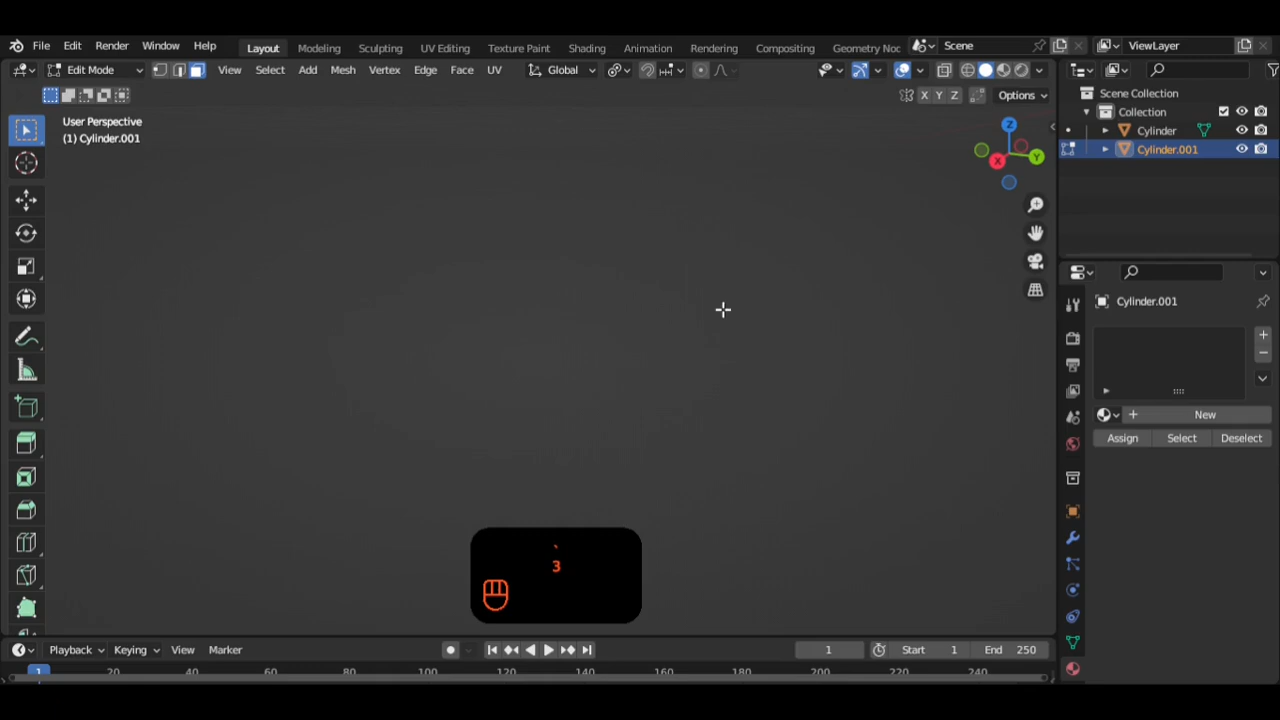 File Edit Render Window Help Layout Modeling Sculpting UV Editing Texture Paint Shading Animation Rendering Compositing Geometry Noc Scene ViewLayer
Edit Mode View Select Add Mesh Vertex Edge Face UV Global
X Y Z Options
User Perspective
(1) Cylinder.001
Z
Y
X
Scene Collection
Collection
Cylinder
Cylinder.001
Cylinder.001
New
Assign Select Deselect
`
3
Playback Keying View Marker 1 Start 1 End 250
1 20 40 60 80 100 120 140 160 180 200 220 240